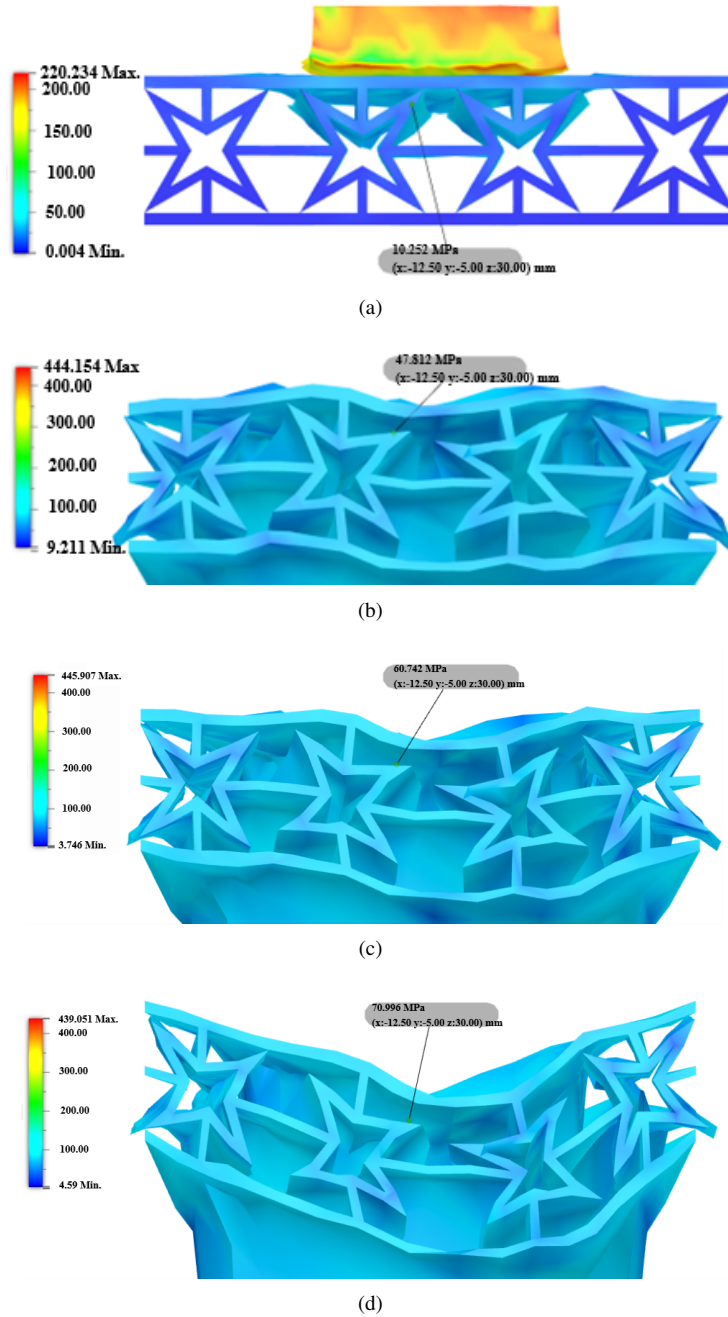 220.234 Max.
200.00
150.00
100.00
50.00
0.004 Min.
10.252 MPa
(x:-12.50 y:-5.00 z:30.00) mm
(a)
444.154 Max
400.00
300.00
200.00
100.00
9.211 Min.
47.812 MPa
(x:-12.50 y:-5.00 z:30.00) mm
(b)
445.907 Max.
400.00
300.00
200.00
100.00
3.746 Min.
60.742 MPa
(x:-12.50 y:-5.00 z:30.00) mm
(c)
439.051 Max.
400.00
300.00
200.00
100.00
4.59 Min.
70.996 MPa
(x:-12.50 y:-5.00 z:30.00) mm
(d)